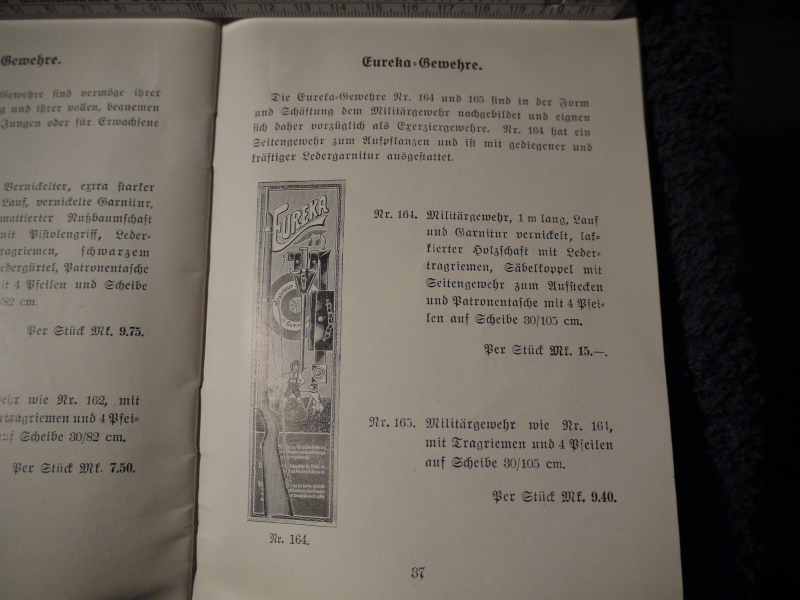 Gewehre.
Gewehre sind vermöge ihrer
und ihrer vollen, bequemen
Jungen oder für Erwachsene
Vernickelter, extra starker
Lauf, vernickelte Garnitur,
mattierter Nußbaumschaft
mit Pistolengriff, Leder-
tragriemen, schwarzem
Ledergürtel, Patronentasche
mit 4 Pfeilen und Scheibe
/82 cm.
Per Stück Mk. 9.75.
wie Nr. 162, mit
Tragriemen und 4 Pfei-
auf Scheibe 30/82 cm.
Per Stück Mk. 7.50.
Eureka-Gewehre.
Die Eureka-Gewehre Nr. 164 und 165 sind in der Form
und Schäftung dem Militärgewehr nachgebildet und eignen
sich daher vorzüglich als Exerziergewehre. Nr. 164 hat ein
Seitengewehr zum Aufpflanzen und ist mit gediegener und
kräftiger Ledergarnitur ausgestattet.
EUREKA
Nr. 164. Militärgewehr, 1 m lang, Lauf
und Garnitur vernickelt, lak-
kierter Holzschaft mit Leder-
tragriemen, Säbelkoppel mit
Seitengewehr zum Aufstecken
und Patronentasche mit 4 Pfei-
len auf Scheibe 30/105 cm.
Per Stück Mk. 15.—.
Nr. 165. Militärgewehr wie Nr. 164,
mit Tragriemen und 4 Pfeilen
auf Scheibe 30/105 cm.
Per Stück Mk. 9.40.
Nr. 164.
37